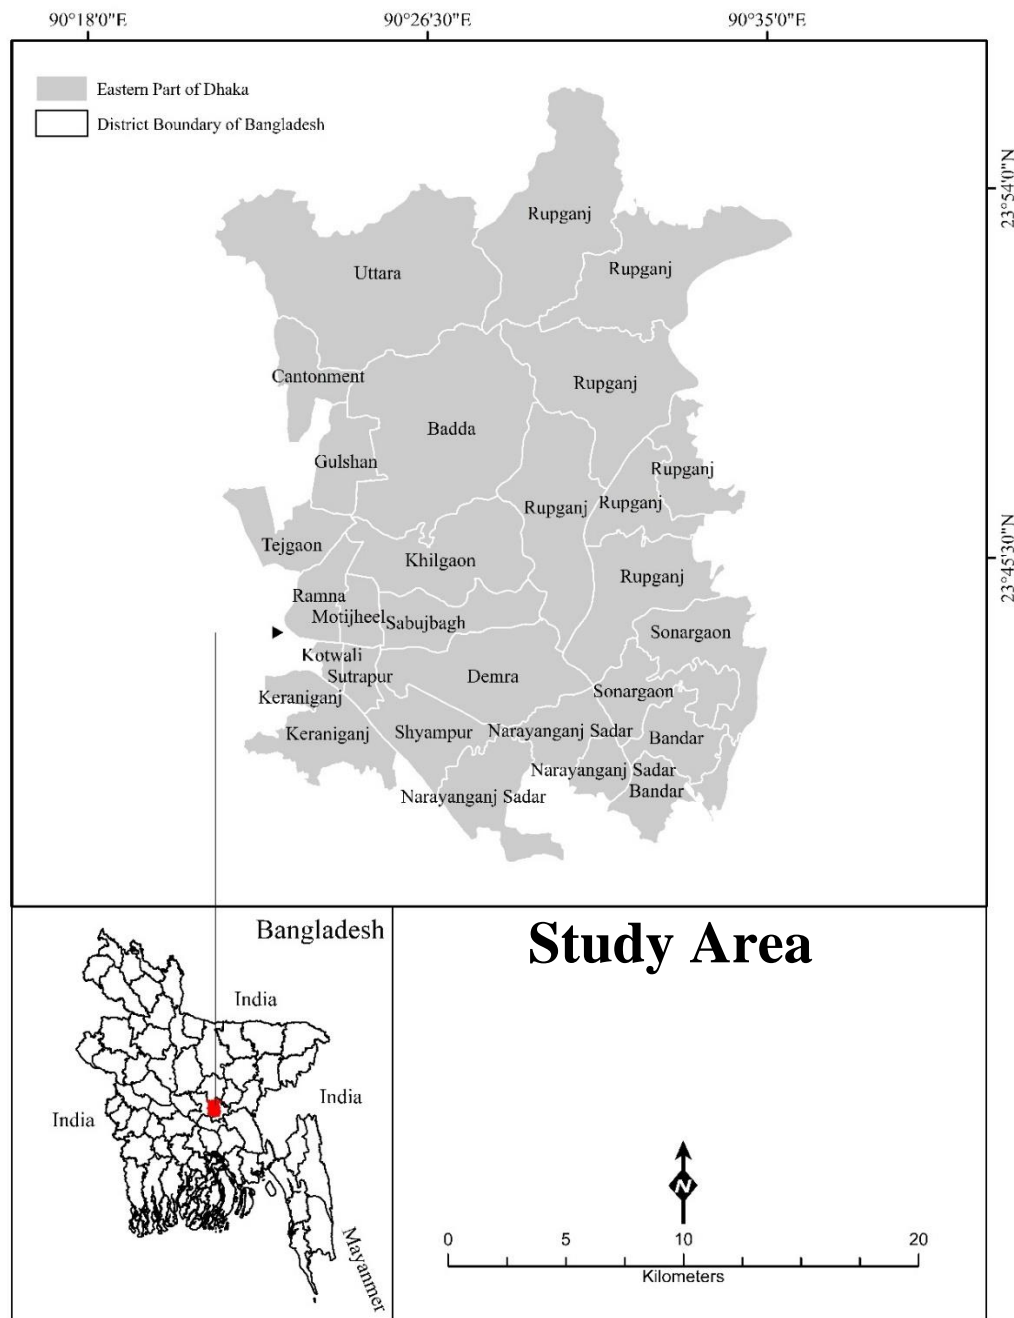 90°18'0"E
90°26'30"E
90°35'0"E
Eastern Part of Dhaka
District Boundary of Bangladesh
23°54'0"N
Rupganj
Rupganj
Uttara
Cantonment
Rupganj
Badda
Gulshan
Rupganj
Rupganj
Rupganj
23°45'30"N
Tejgaon
Khilgaon
Rupganj
Ramna
Motijheel
Sabujbagh
Sonargaon
Kotwali
Sutrapur
Demra
Sonargaon
Keraniganj
Keraniganj
Shyampur
Narayanganj Sadar
Bandar
Narayanganj Sadar
Bandar
Narayanganj Sadar
Bangladesh
Study Area
India
India
India
Mayanmer
N
0 5 10 20
Kilometers